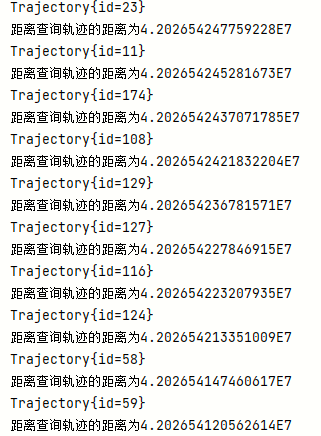 Trajectory{id=23}
距离查询轨迹的距离为4.202654247759228E7
Trajectory{id=11}
距离查询轨迹的距离为4.202654245281673E7
Trajectory{id=174}
距离查询轨迹的距离为4.2026542437071785E7
Trajectory{id=108}
距离查询轨迹的距离为4.2026542421832204E7
Trajectory{id=129}
距离查询轨迹的距离为4.202654236781571E7
Trajectory{id=127}
距离查询轨迹的距离为4.202654227846915E7
Trajectory{id=116}
距离查询轨迹的距离为4.202654223207935E7
Trajectory{id=124}
距离查询轨迹的距离为4.202654213351009E7
Trajectory{id=58}
距离查询轨迹的距离为4.202654147460617E7
Trajectory{id=59}
距离查询轨迹的距离为4.202654120562614E7